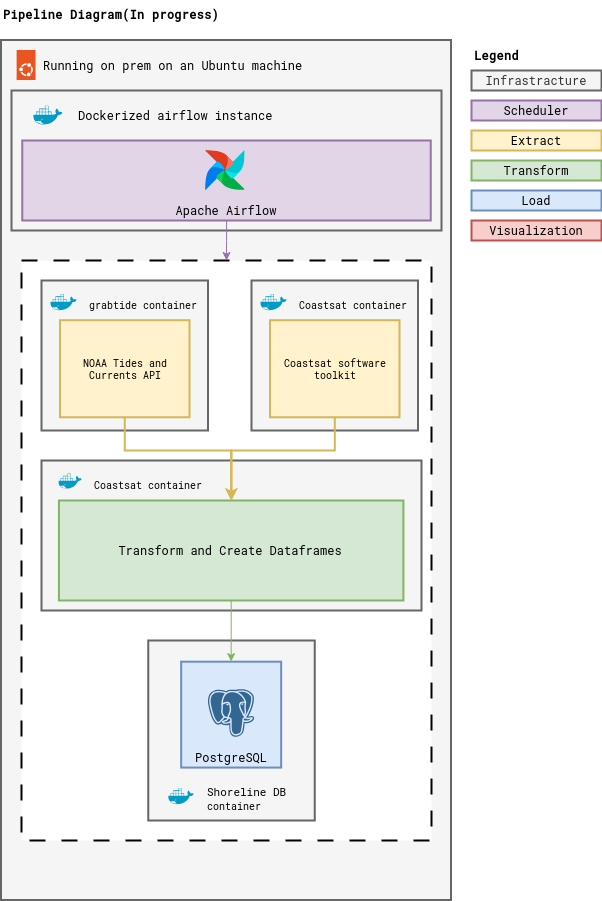 Pipeline Diagram(In progress)
Running on prem on an Ubuntu machine
Dockerized airflow instance
Apache Airflow
grabtide container
NOAA Tides and
Currents API
Coastsat container
Coastsat software
toolkit
Coastsat container
Transform and Create Dataframes
PostgreSQL
Shoreline DB
container
Legend
Infrastracture
Scheduler
Extract
Transform
Load
Visualization